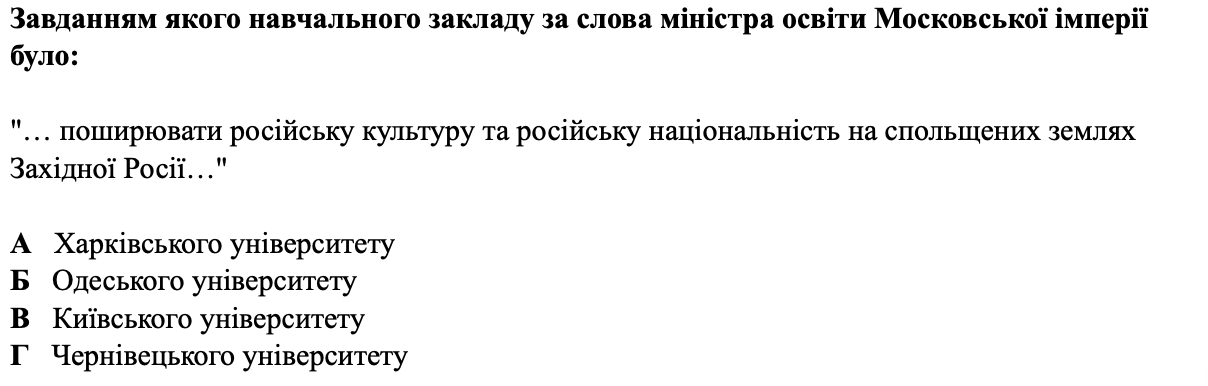 Завданням якого навчального закладу за слова міністра освіти Московської імперії
було:
"… поширювати російську культуру та російську національність на спольщених землях
Західної Росії…"
А Харківського університету
Б Одеського університету
В Київського університету
Г Чернівецького університету